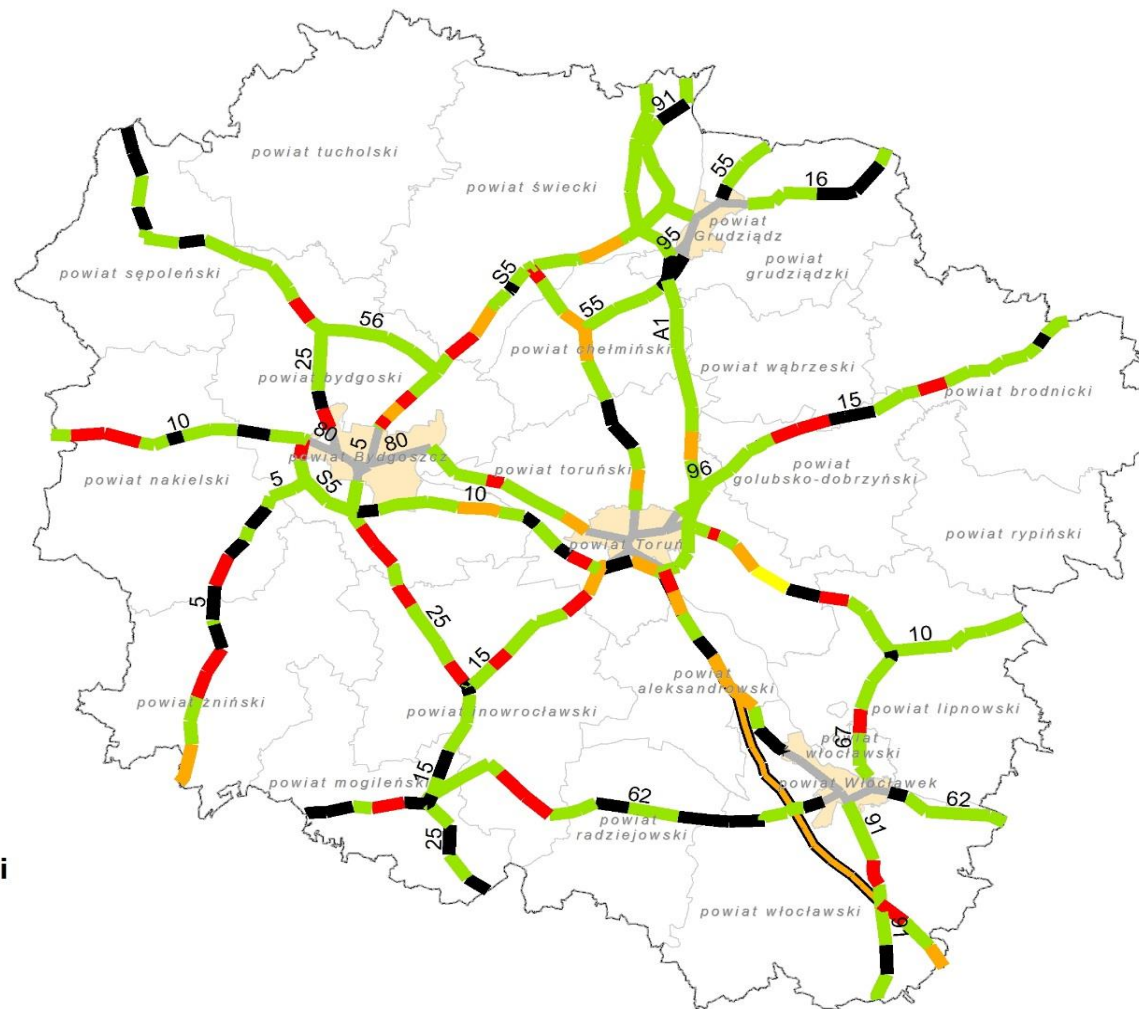 91
powiat tucholski
55
16
powiat świecki
powiat
Grudziądz
95
powiat
grudziądzki
powiat sępoleński
S5
56
55
A1
25
powiat chełmiński
powiat wąbrzeski
powiat bydgoski
powiat brodnicki
15
10
80
5
80
powiat Bydgoszcz
powiat toruński
96
powiat
golubsko-dobrzyński
powiat nakielski
5
S5
10
powiat rypiński
powiat Toruń
5
25
15
10
powiat
aleksandrowski
powiat żniński
powiat inowrocławski
powiat lipnowski
67
powiat
włocławski
15
powiat mogileński
powiat Włocławek
62
62
powiat
radziejowski
25
91
i
powiat włocławski
91